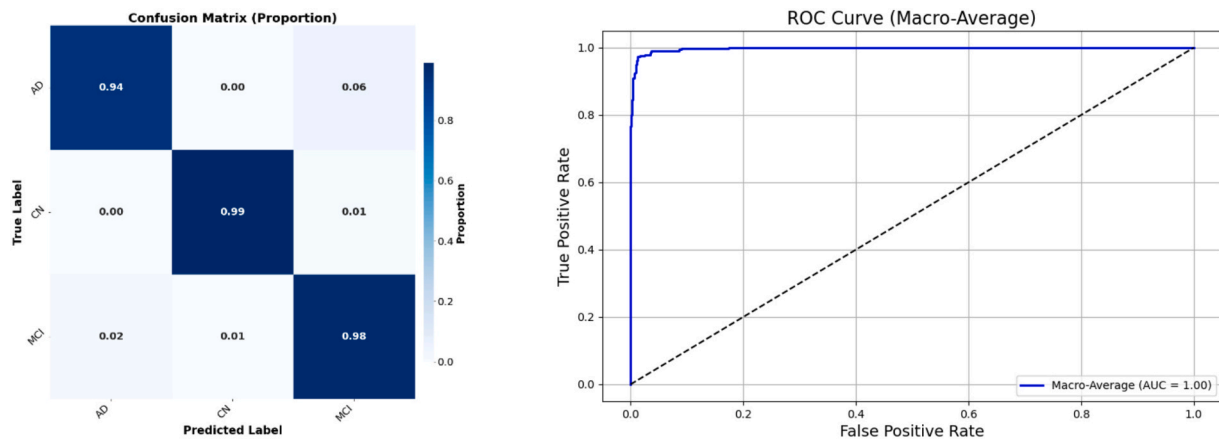 Confusion Matrix (Proportion)
AD
0.94
0.00
0.06
CN
0.00
0.99
0.01
MCI
0.02
0.01
0.98
True Label
AD
CN
MCI
Predicted Label
0.8
0.6
0.4
0.2
0.0
Proportion
ROC Curve (Macro-Average)
1.0
0.8
0.6
0.4
0.2
0.0
True Positive Rate
0.0
0.2
0.4
0.6
0.8
1.0
False Positive Rate
Macro-Average (AUC = 1.00)